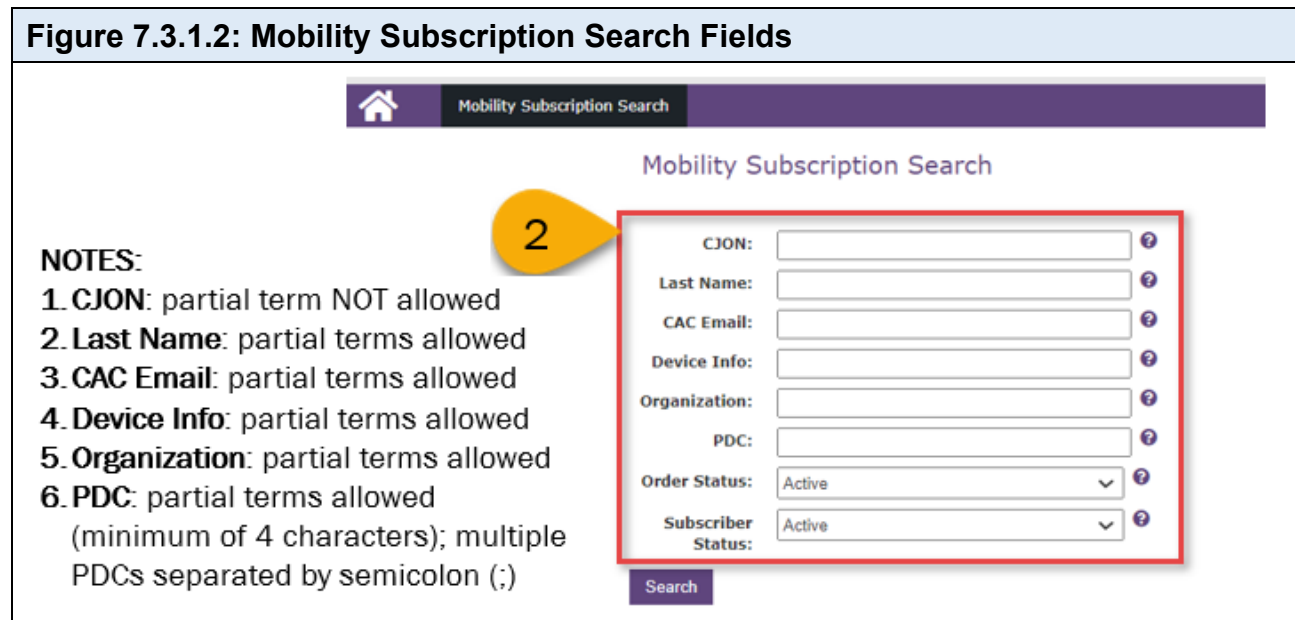 Figure 7.3.1.2: Mobility Subscription Search Fields
Mobility Subscription Search
Mobility Subscription Search
2
NOTES:
1. CJON: partial term NOT allowed
2. Last Name: partial terms allowed
3. CAC Email: partial terms allowed
4. Device Info: partial terms allowed
5. Organization: partial terms allowed
6. PDC: partial terms allowed
(minimum of 4 characters); multiple
PDCs separated by semicolon (;)
CJON: ?
Last Name: ?
CAC Email: ?
Device Info: ?
Organization: ?
PDC: ?
Order Status: Active ?
Subscriber Active ?
Status:
Search